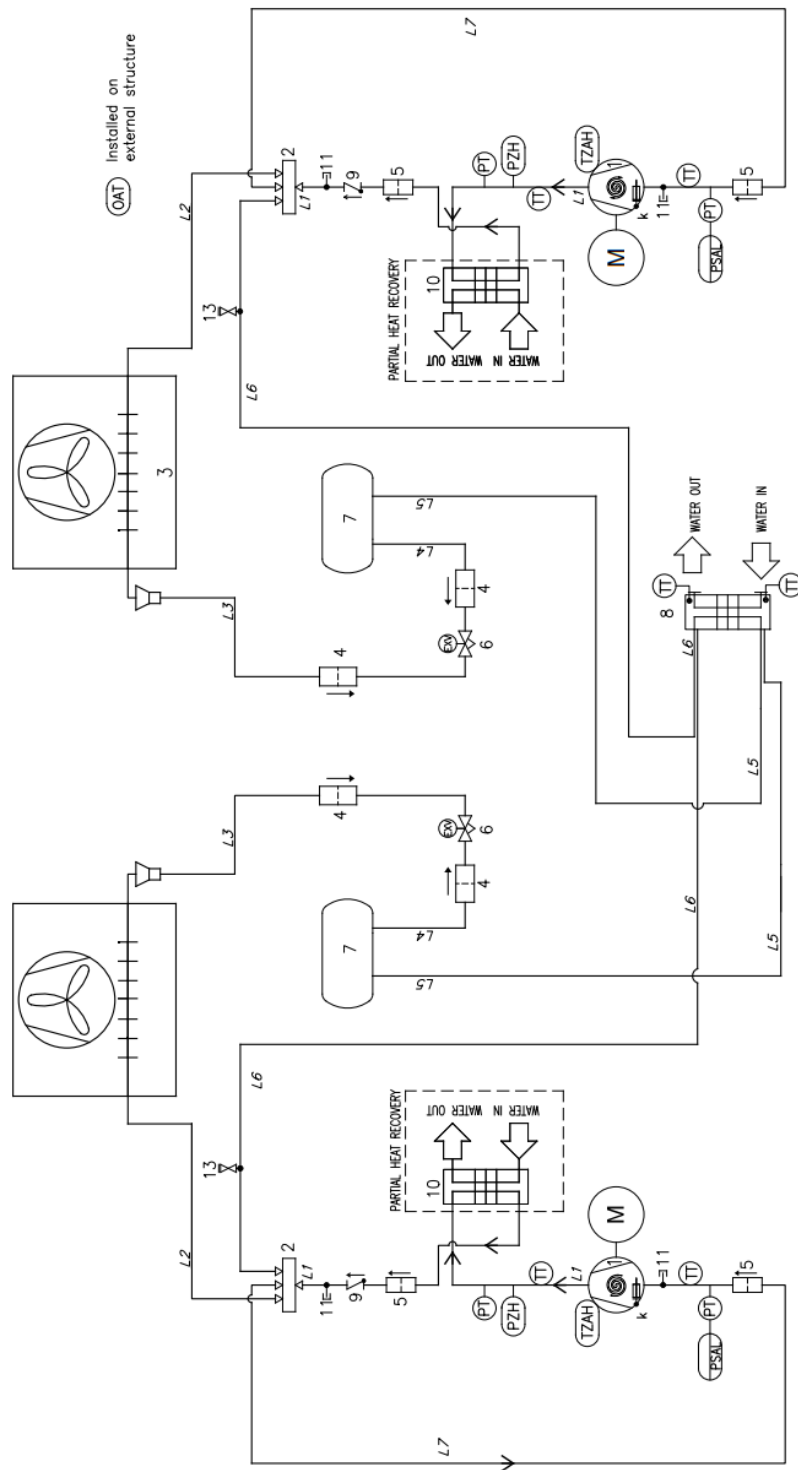 OAT
Installed on
external structure
L7
L2
2
L1
11
9
5
PT
PZH
TT
L1
TZAH
1
M
k
11
TT
PT
PSAL
5
13
L6
PARTIAL HEAT RECOVERY
10
WATER OUT
WATER IN
3
L3
4
7
L5
L4
4
EXV
6
WATER OUT
WATER IN
TT
TT
8
L6
L5
L3
4
EXV
6
4
7
L4
L5
L6
L5
L6
13
L2
2
L1
11
9
5
PARTIAL HEAT RECOVERY
10
WATER OUT
WATER IN
PT
PZH
TT
L1
TZAH
1
M
k
11
TT
PT
PSAL
5
L7